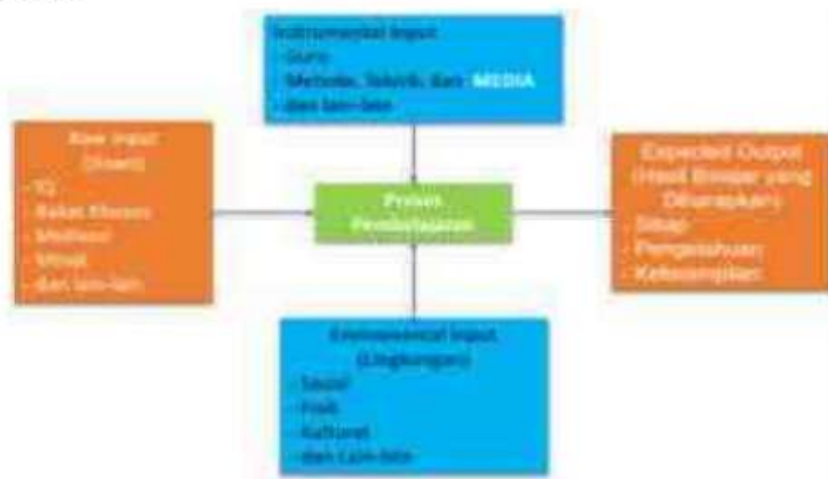 Instrumental Input
- Guru
- Metode, Teknik, dan MEDIA
- dan lain-lain
Raw Input
(Siswa)
- IQ
- Bakat Khusus
- Motivasi
- Minat
- dan lain-lain
Proses
Pembelajaran
Expected Output
(Hasil Belajar yang
Diharapkan)
- Sikap
- Pengetahuan
- Keterampilan
Environmental Input
(Lingkungan)
- Sosial
- Fisik
- Kultural
- dan Lain-lain